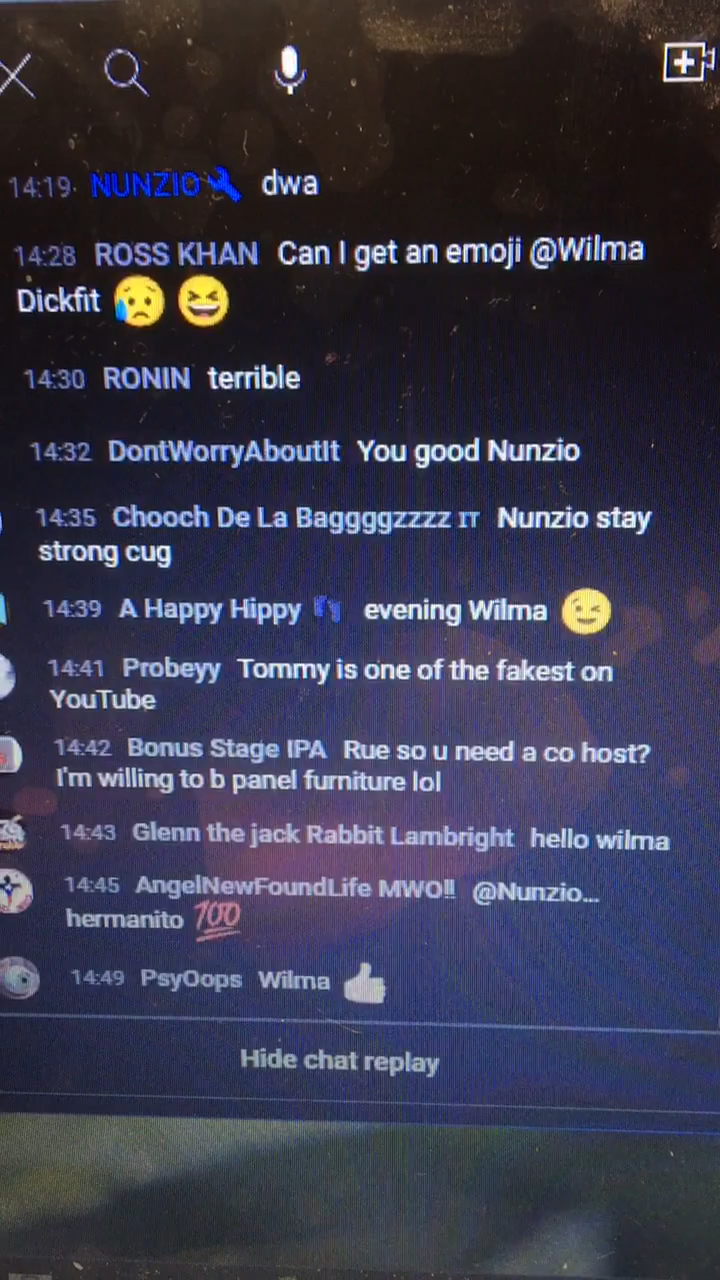 14:19 NUNZIO🔧 dwa
14:28 ROSS KHAN Can I get an emoji @Wilma
Dickfit 😥 😆
14:30 RONIN terrible
14:32 DontWorryAboutIt You good Nunzio
14:35 Chooch De La Baggggzzzz IT Nunzio stay
strong cug
14:39 A Happy Hippy 👣 evening Wilma 😉
14:41 Probeyy Tommy is one of the fakest on
YouTube
14:42 Bonus Stage IPA Rue so u need a co host?
I'm willing to b panel furniture lol
14:43 Glenn the jack Rabbit Lambright hello wilma
14:45 AngelNewFoundLife MWO‼ @Nunzio...
hermanito 💯
14:49 PsyOops Wilma 👍
Hide chat replay